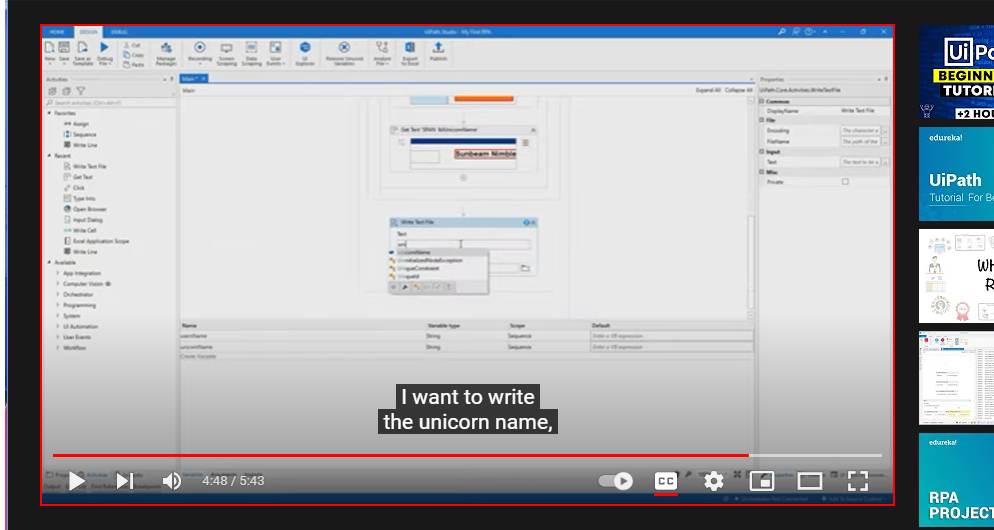 HOME DESIGN DEBUG
UiPath Studio - My First RPA
New Save Save as Template Debug File Cut Copy Paste Manage Packages Recording Screen Scraping Data Scraping User Events UI Explorer Remove Unused Variables Analyze File Export to Excel Publish
Activities
Main
Properties
Main
Expand All Collapse All
UiPath.Core.Activities.WriteTextFile
Search activities (Ctrl+Alt+F)
Favorites
Assign
Sequence
Write Line
Recent
Write Text File
Get Text
Click
Type Into
Open Browser
Input Dialog
Write Cell
Excel Application Scope
Write Line
Available
App Integration
Computer Vision
Orchestrator
Programming
System
UI Automation
User Events
Workflow
Get Text 'SPAN fillUnicornName'
Sunbeam Nimble
Write Text File
Text
uni
unicornName
UninitializedNodeException
UniqueConstraint
UniqueId
Common
DisplayName Write Text File
File
Encoding The character e
FileName The path of the
Input
Text The text to be w
Misc
Private
Name Variable type Scope Default
usersName String Sequence Enter a VB expression
unicornName String Sequence Enter a VB expression
Create Variable
I want to write
the unicorn name,
4:48 / 5:43
CC
Ui Pa
BEGINN
TUTOR
+2 HOU
edureka!
UiPath
Tutorial For Be
WH
R
edureka!
RPA
PROJECT